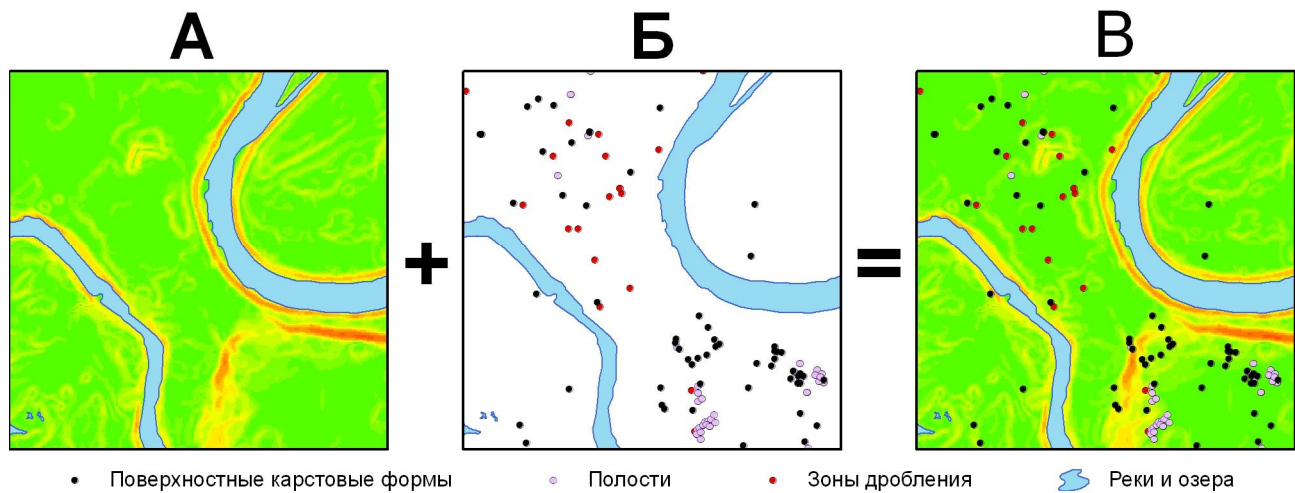 А Б В
+ =
Поверхностные карстовые формы Полости Зоны дробления Реки и озера